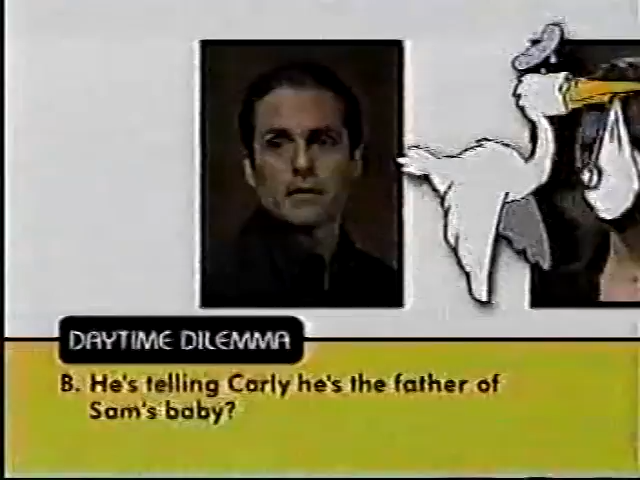 DAYTIME DILEMMA
B. He's telling Carly he's the father of
Sam's baby?